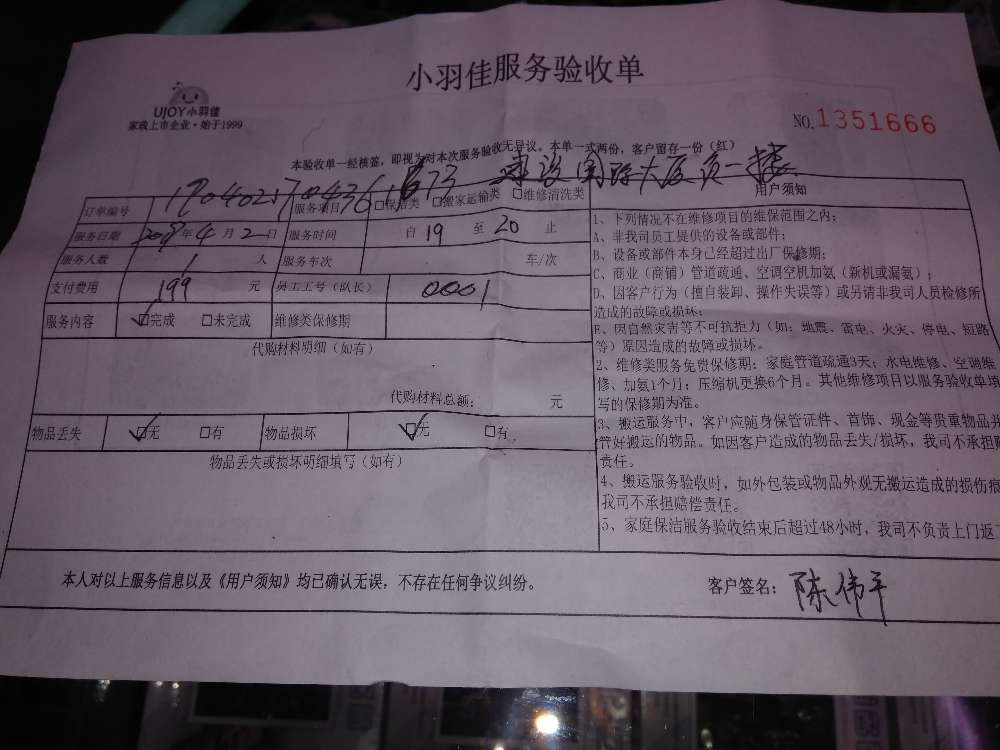 小羽佳服务验收单
UJOY小羽佳
家政上市企业·始于1999
NO.1351666
本验收单一经核签，即视为对本次服务验收无异议。本单一式两份，客户留存一份（红）
国际大厦负一楼
订单编号 服务项目 □保洁类 □搬家运输类 □维修清洗类
服务日期 年4月2日 服务时间 自19至20止
服务人数 1 人 服务车次 车/次
支付费用 199 元 员工工号（队长） 0001
服务内容 ☑完成 □未完成 维修类保修期
代购材料明细（如有）
代购材料总额： 元
物品丢失 ☑无 □有 物品损坏 ☑无 □有
物品丢失或损坏明细填写（如有）
用户须知
1、下列情况不在维修项目的维保范围之内：
A、非我司员工提供的设备或部件；
B、设备或部件本身已经超过出厂保修期；
C、商业（商铺）管道疏通、空调空机加氨（新机或漏氨）；
D、因客户行为（擅自装卸、操作失误等）或另请非我司人员检修所
造成的故障或损坏；
E、因自然灾害等不可抗拒力（如：地震、雷电、火灾、停电、短路
等）原因造成的故障或损坏。
2、维修类服务免费保修期：家庭管道疏通3天；水电维修、空调维
修、加氨1个月；压缩机更换6个月。其他维修项目以服务验收单填
写的保修期为准。
3、搬运服务中，客户应随身保管证件、首饰、现金等贵重物品并
管好搬运的物品。如因客户造成的物品丢失/损坏，我司不承担赔
责任。
4、搬运服务验收时，如外包装或物品外观无搬运造成的损伤痕
我司不承担赔偿责任。
5、家庭保洁服务验收结束后超过48小时，我司不负责上门返工
本人对以上服务信息以及《用户须知》均已确认无误，不存在任何争议纠纷。
客户签名：陈伟平